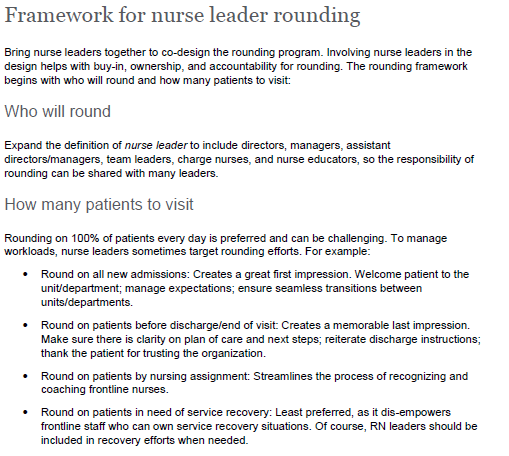 Framework for nurse leader rounding
Bring nurse leaders together to co-design the rounding program. Involving nurse leaders in the
design helps with buy-in, ownership, and accountability for rounding. The rounding framework
begins with who will round and how many patients to visit:
Who will round
Expand the definition of nurse leader to include directors, managers, assistant
directors/managers, team leaders, charge nurses, and nurse educators, so the responsibility of
rounding can be shared with many leaders.
How many patients to visit
Rounding on 100% of patients every day is preferred and can be challenging. To manage
workloads, nurse leaders sometimes target rounding efforts. For example:
• Round on all new admissions: Creates a great first impression. Welcome patient to the
unit/department; manage expectations; ensure seamless transitions between
units/departments.
• Round on patients before discharge/end of visit: Creates a memorable last impression.
Make sure there is clarity on plan of care and next steps; reiterate discharge instructions;
thank the patient for trusting the organization.
• Round on patients by nursing assignment: Streamlines the process of recognizing and
coaching frontline nurses.
• Round on patients in need of service recovery: Least preferred, as it dis-empowers
frontline staff who can own service recovery situations. Of course, RN leaders should be
included in recovery efforts when needed.